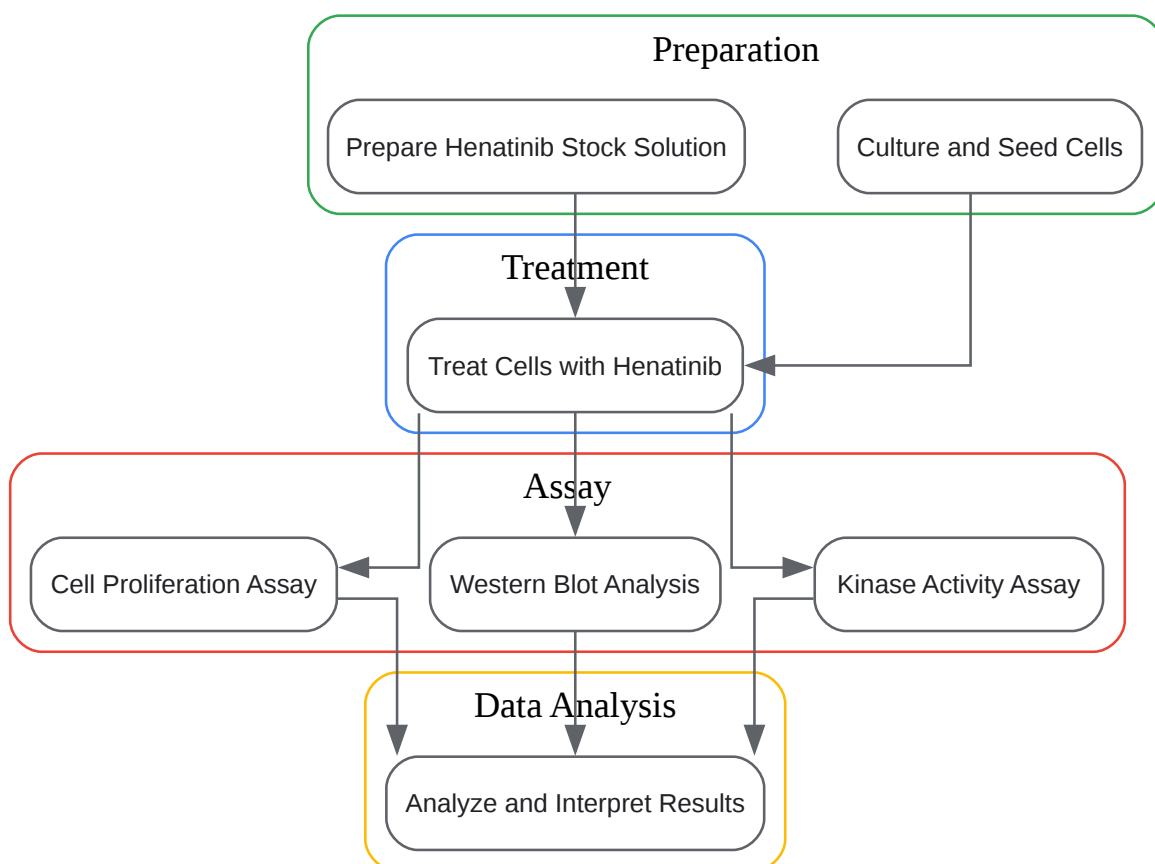 Preparation
Prepare Henatinib Stock Solution
Culture and Seed Cells
Treatment
Treat Cells with Henatinib
Assay
Cell Proliferation Assay
Western Blot Analysis
Kinase Activity Assay
Data Analysis
Analyze and Interpret Results